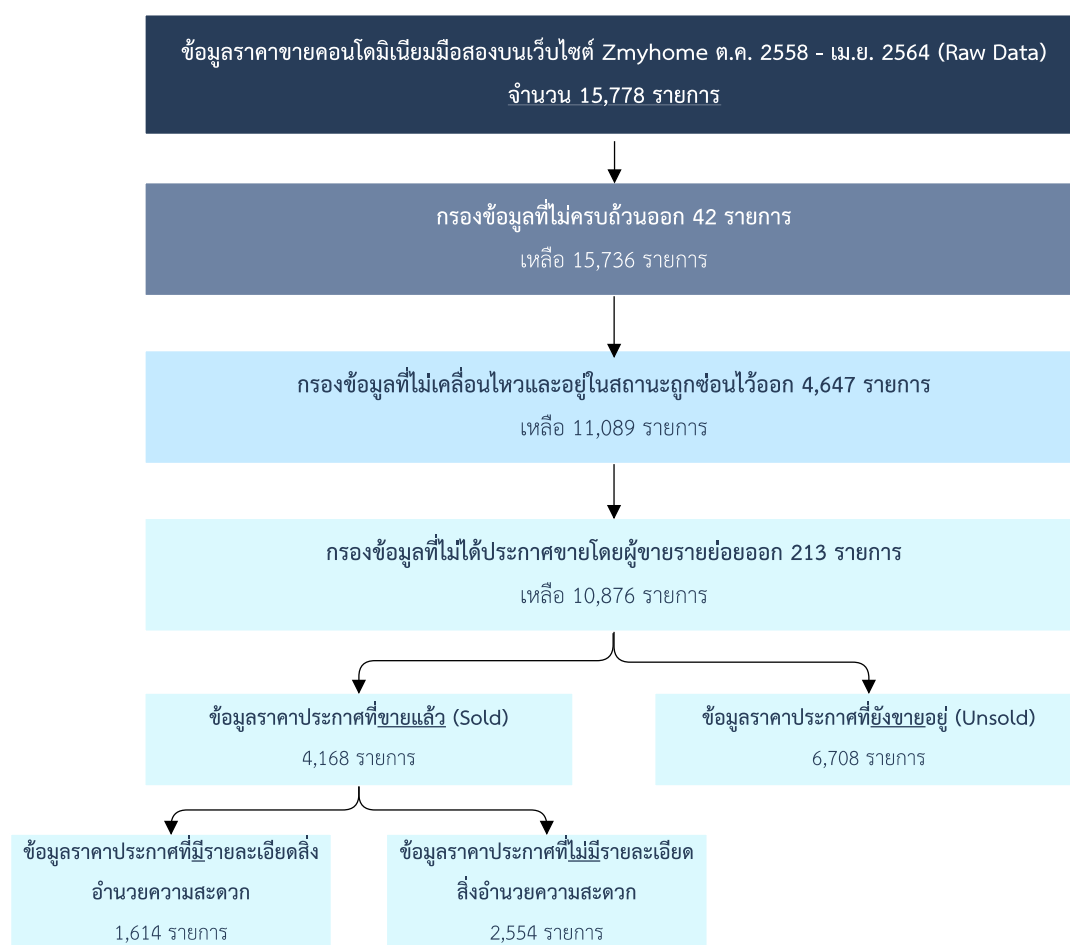 ข้อมูลราคาขายคอนโดมิเนียมมือสองบนเว็บไซต์ Zmyhome ต.ค. 2558 - เม.ย. 2564 (Raw Data)
จำนวน 15,778 รายการ
กรองข้อมูลที่ไม่ครบถ้วนออก 42 รายการ
เหลือ 15,736 รายการ
กรองข้อมูลที่ไม่เคลื่อนไหวและอยู่ในสถานะถูกซ่อนไว้ออก 4,647 รายการ
เหลือ 11,089 รายการ
กรองข้อมูลที่ไม่ได้ประกาศขายโดยผู้ขายรายย่อยออก 213 รายการ
เหลือ 10,876 รายการ
ข้อมูลราคาประกาศที่ขายแล้ว (Sold)
4,168 รายการ
ข้อมูลราคาประกาศที่ยังขายอยู่ (Unsold)
6,708 รายการ
ข้อมูลราคาประกาศที่มีรายละเอียดสิ่ง
อำนวยความสะดวก
1,614 รายการ
ข้อมูลราคาประกาศที่ไม่มีรายละเอียด
สิ่งอำนวยความสะดวก
2,554 รายการ